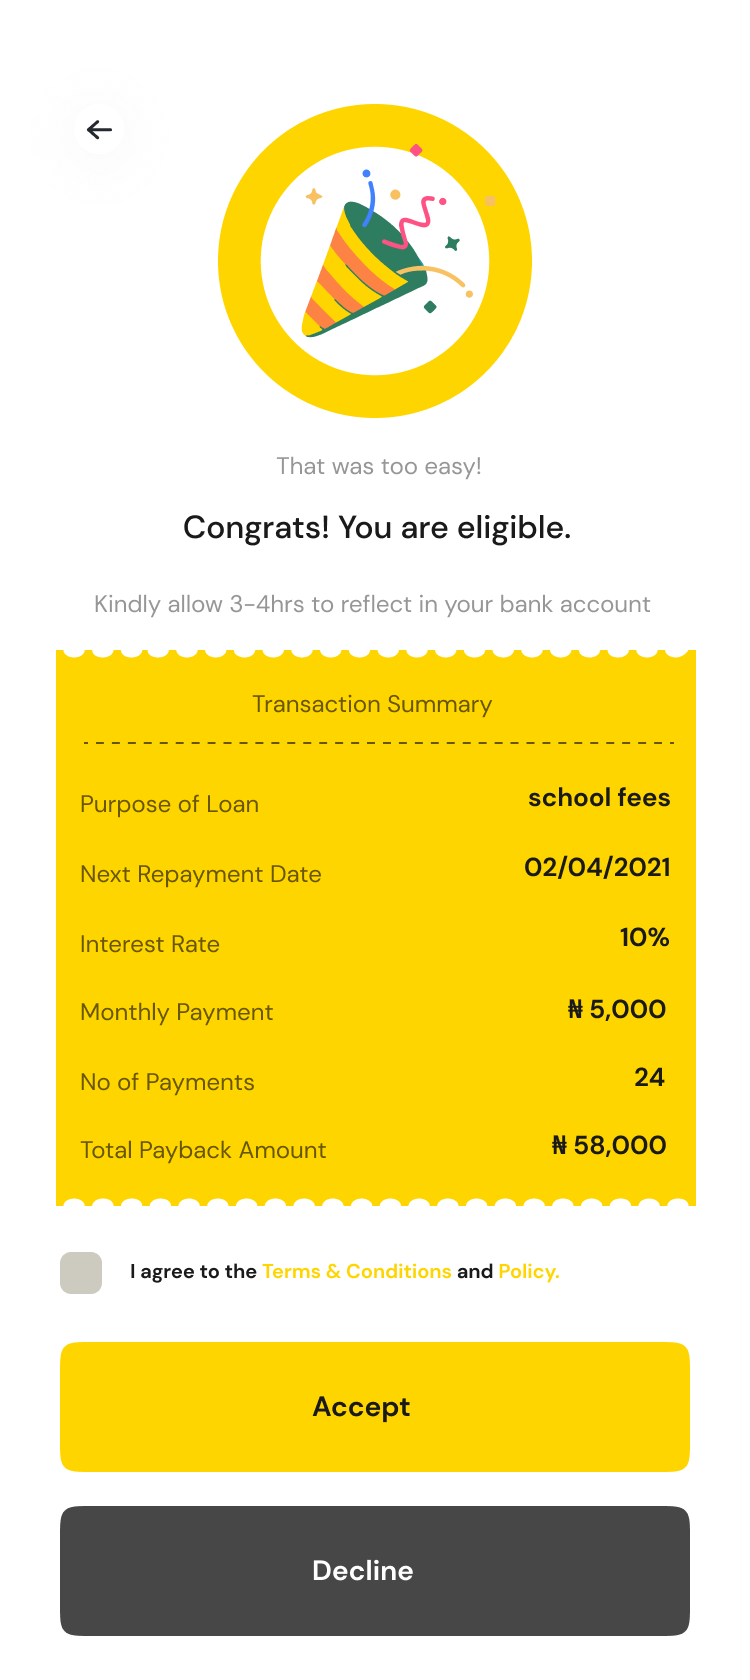 That was too easy!
Congrats! You are eligible.
Kindly allow 3-4hrs to reflect in your bank account
Transaction Summary
Purpose of Loan school fees
Next Repayment Date 02/04/2021
Interest Rate 10%
Monthly Payment ₦ 5,000
No of Payments 24
Total Payback Amount ₦ 58,000
I agree to the Terms & Conditions and Policy.
Accept
Decline